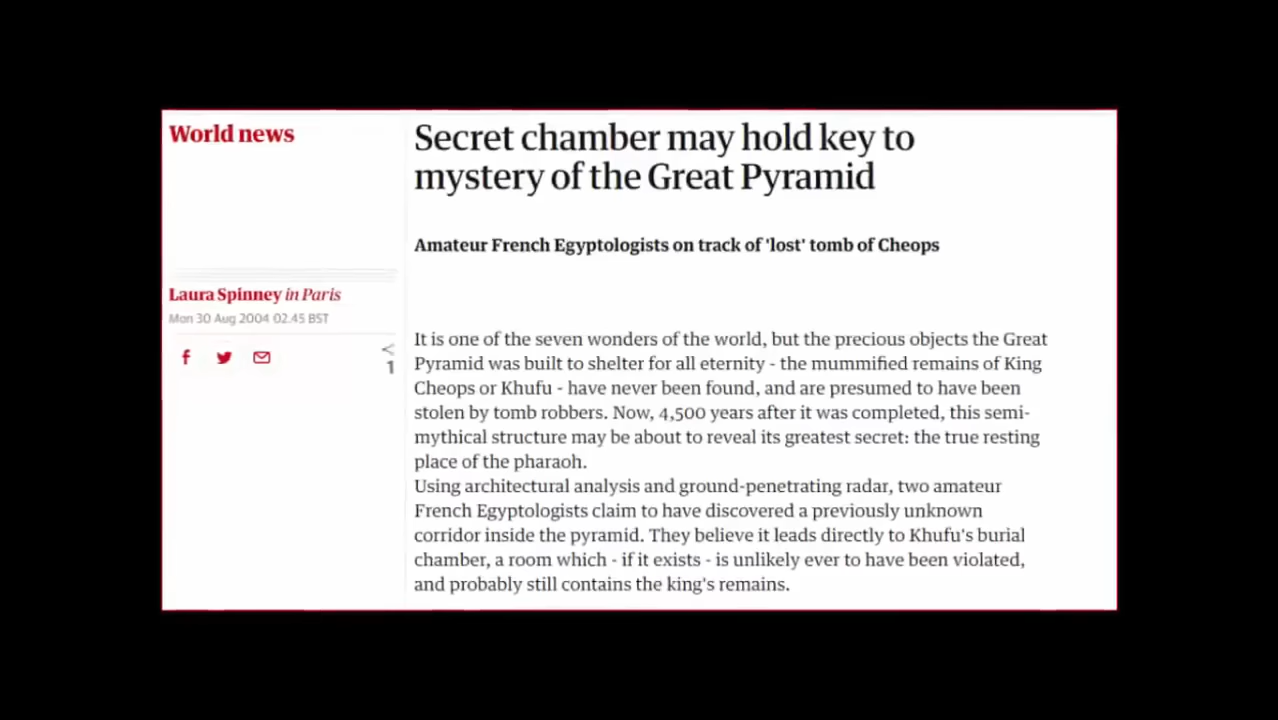 World news
Secret chamber may hold key to
mystery of the Great Pyramid
Amateur French Egyptologists on track of 'lost' tomb of Cheops
Laura Spinney in Paris
Mon 30 Aug 2004 02.45 BST
1
It is one of the seven wonders of the world, but the precious objects the Great
Pyramid was built to shelter for all eternity - the mummified remains of King
Cheops or Khufu - have never been found, and are presumed to have been
stolen by tomb robbers. Now, 4,500 years after it was completed, this semi-
mythical structure may be about to reveal its greatest secret: the true resting
place of the pharaoh.
Using architectural analysis and ground-penetrating radar, two amateur
French Egyptologists claim to have discovered a previously unknown
corridor inside the pyramid. They believe it leads directly to Khufu's burial
chamber, a room which - if it exists - is unlikely ever to have been violated,
and probably still contains the king's remains.